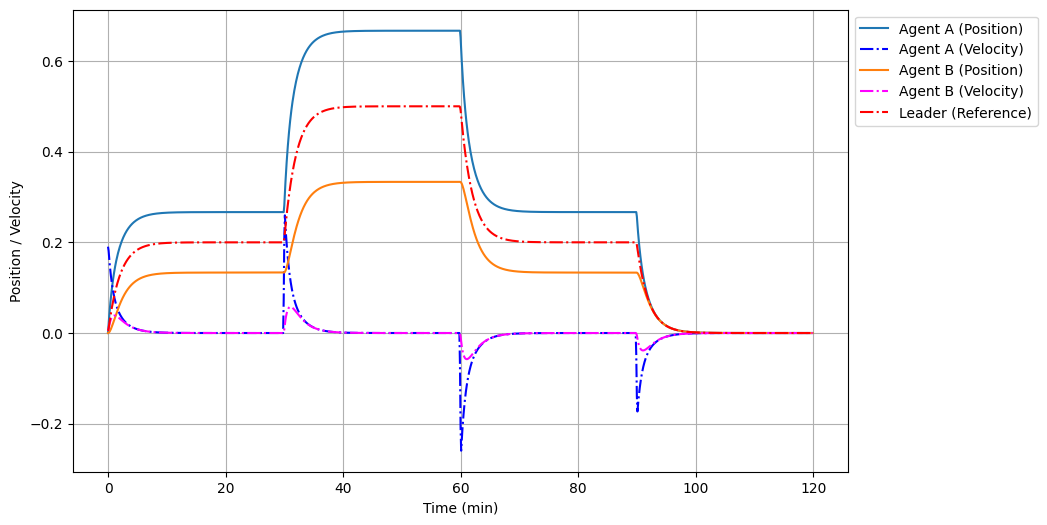 Agent A (Position)
Agent A (Velocity)
Agent B (Position)
Agent B (Velocity)
Leader (Reference)
Position / Velocity
0.6
0.4
0.2
0.0
−0.2
0 20 40 60 80 100 120
Time (min)